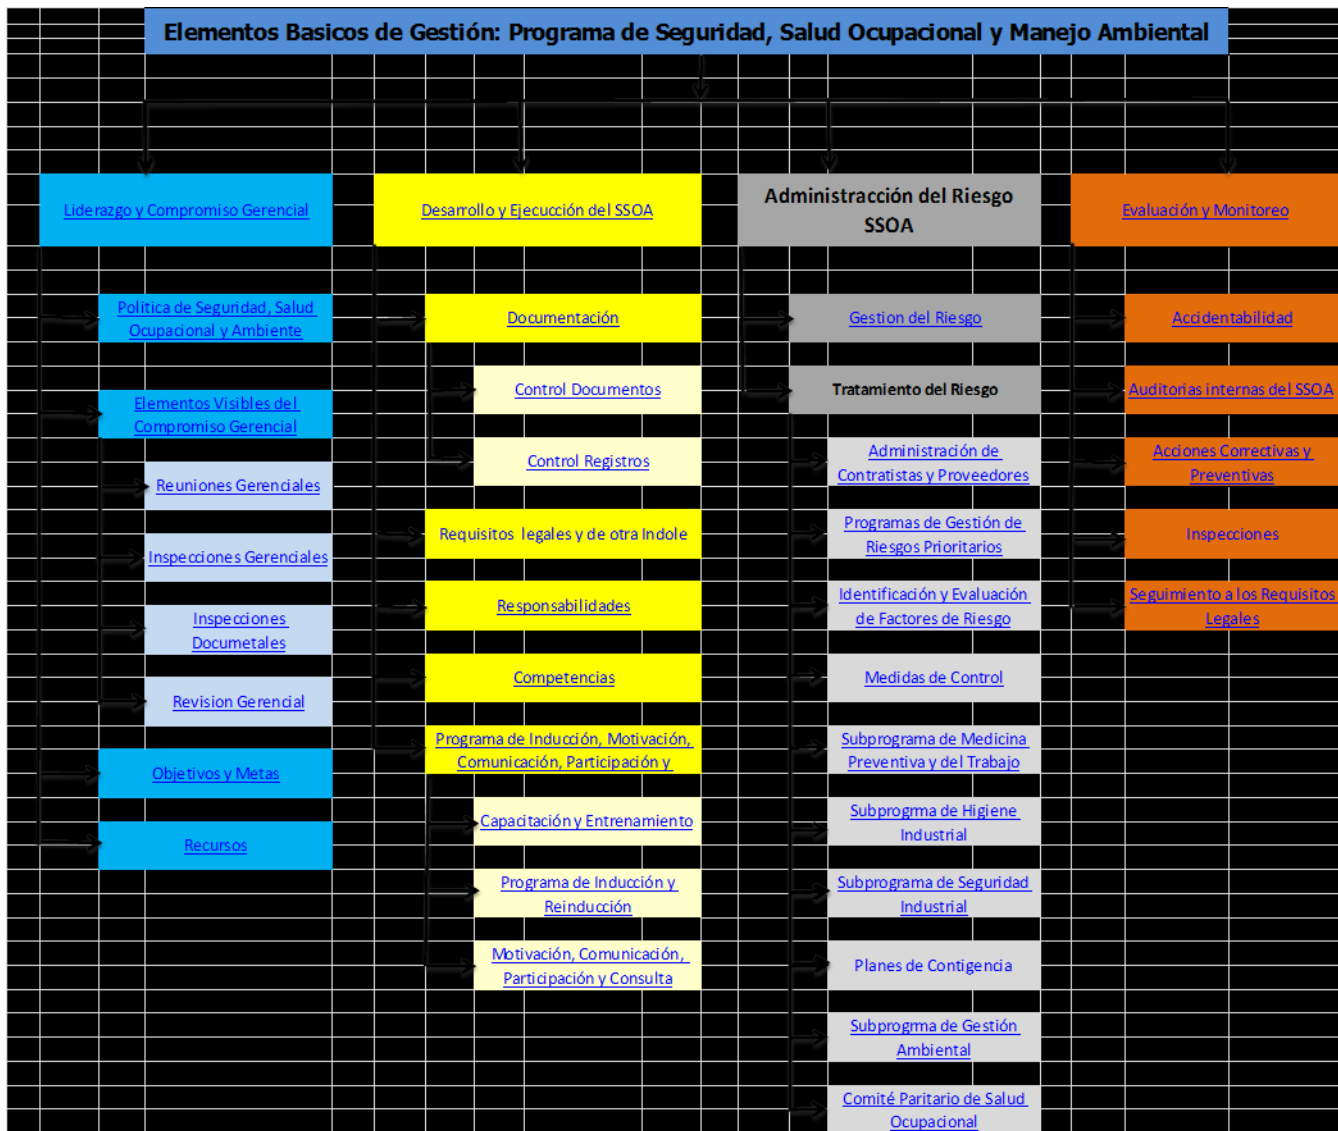 Elementos Basicos de Gestión: Programa de Seguridad, Salud Ocupacional y Manejo Ambiental
Liderazgo y Compromiso Gerencial
Politica de Seguridad, Salud
Ocupacional y Ambiente
Elementos Visibles del
Compromiso Gerencial
Reuniones Gerenciales
Inspecciones Gerenciales
Inspecciones
Documetales
Revision Gerencial
Objetivos y Metas
Recursos
Desarrollo y Ejecucción del SSOA
Documentación
Control Documentos
Control Registros
Requisitos legales y de otra Indole
Responsabilidades
Competencias
Programa de Inducción, Motivación,
Comunicación, Participación y
Capacitación y Entrenamiento
Programa de Inducción y
Reinducción
Motivación, Comunicación,
Participación y Consulta
Administracción del Riesgo
SSOA
Gestion del Riesgo
Tratamiento del Riesgo
Administración de
Contratistas y Proveedores
Programas de Gestión de
Riesgos Prioritarios
Identificación y Evaluación
de Factores de Riesgo
Medidas de Control
Subprograma de Medicina
Preventiva y del Trabajo
Subprogrma de Higiene
Industrial
Subprograma de Seguridad
Industrial
Planes de Contigencia
Subprogrma de Gestión
Ambiental
Comité Paritario de Salud
Ocupacional
Evaluación y Monitoreo
Accidentabilidad
Auditorias internas del SSOA
Acciones Correctivas y
Preventivas
Inspecciones
Seguimiento a los Requisitos
Legales